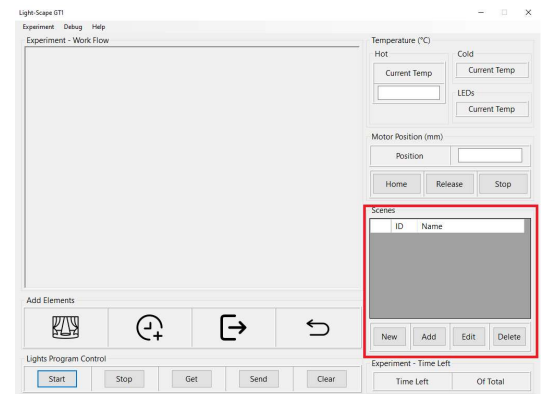 Light-Scape GT1
Experiment Debug Help
Experiment - Work Flow
Temperature (°C)
Hot
Cold
Current Temp
Current Temp
LEDs
Current Temp
Motor Position (mm)
Position
Home Release Stop
Scenes
ID Name
New Add Edit Delete
Add Elements
Lights Program Control
Start Stop Get Send Clear
Experiment - Time Left
Time Left Of Total